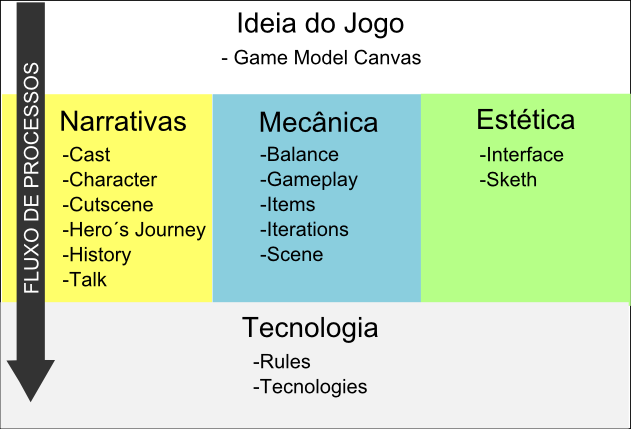 Ideia do Jogo
- Game Model Canvas
FLUXO DE PROCESSOS
Narrativas
-Cast
-Character
-Cutscene
-Hero´s Journey
-History
-Talk
Mecânica
-Balance
-Gameplay
-Items
-Iterations
-Scene
Estética
-Interface
-Sketh
Tecnologia
-Rules
-Tecnologies